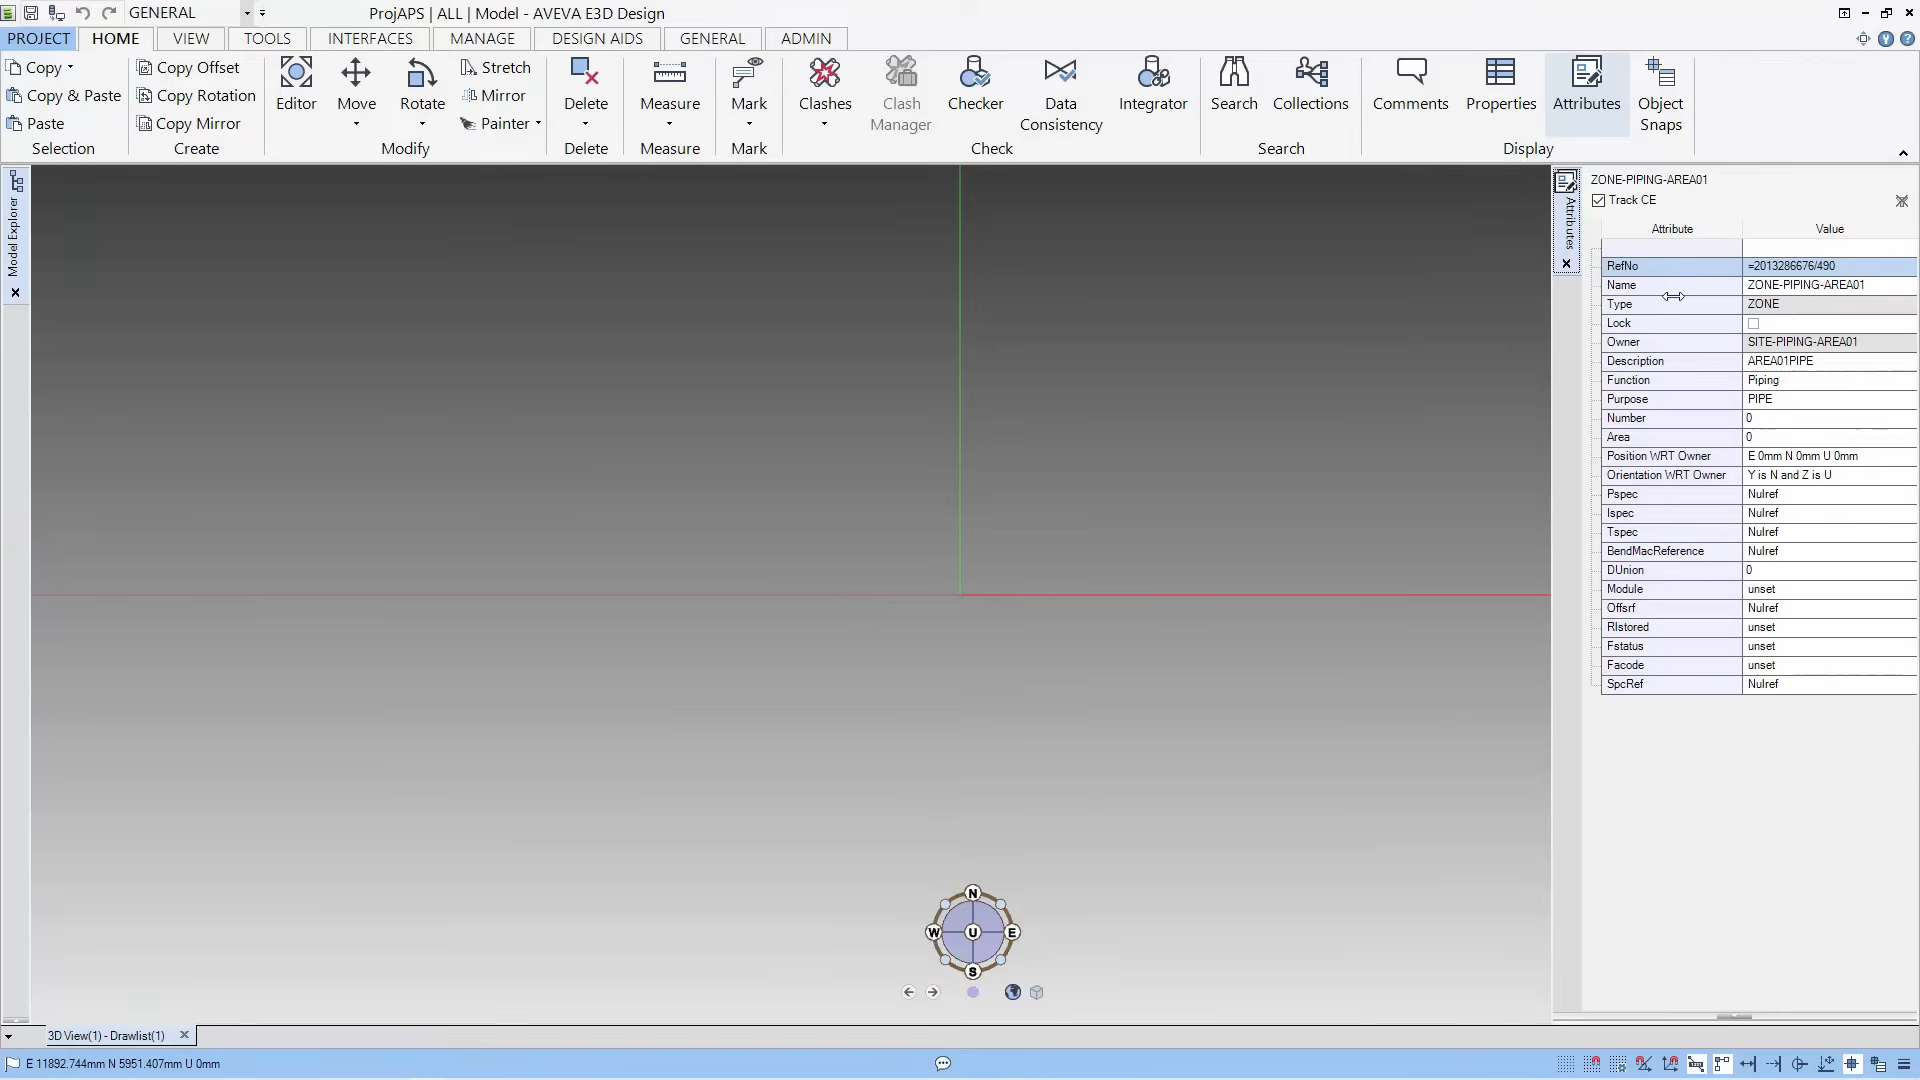 GENERAL
ProjAPS | ALL | Model - AVEVA E3D Design
PROJECT HOME VIEW TOOLS INTERFACES MANAGE DESIGN AIDS GENERAL ADMIN
Copy
Copy & Paste
Paste
Selection
Copy Offset
Copy Rotation
Copy Mirror
Create
Editor
Move
Rotate
Stretch
Mirror
Painter
Modify
Delete
Delete
Measure
Measure
Mark
Mark
Clashes
Clash
Manager
Checker
Data
Consistency
Integrator
Check
Search
Collections
Search
Comments
Properties
Attributes
Object
Snaps
Display
Model Explorer
N
W U E
S
Attributes
ZONE-PIPING-AREA01
Track CE
Attribute Value
RefNo =2013286676/490
Name ZONE-PIPING-AREA01
Type ZONE
Lock
Owner SITE-PIPING-AREA01
Description AREA01PIPE
Function Piping
Purpose PIPE
Number 0
Area 0
Position WRT Owner E 0mm N 0mm U 0mm
Orientation WRT Owner Y is N and Z is U
Pspec Nulref
Ispec Nulref
Tspec Nulref
BendMacReference Nulref
DUnion 0
Module unset
Offsrf Nulref
Rlstored unset
Fstatus unset
Facode unset
SpcRef Nulref
3D View(1) - Drawlist(1)
E 11892.744mm N 5951.407mm U 0mm